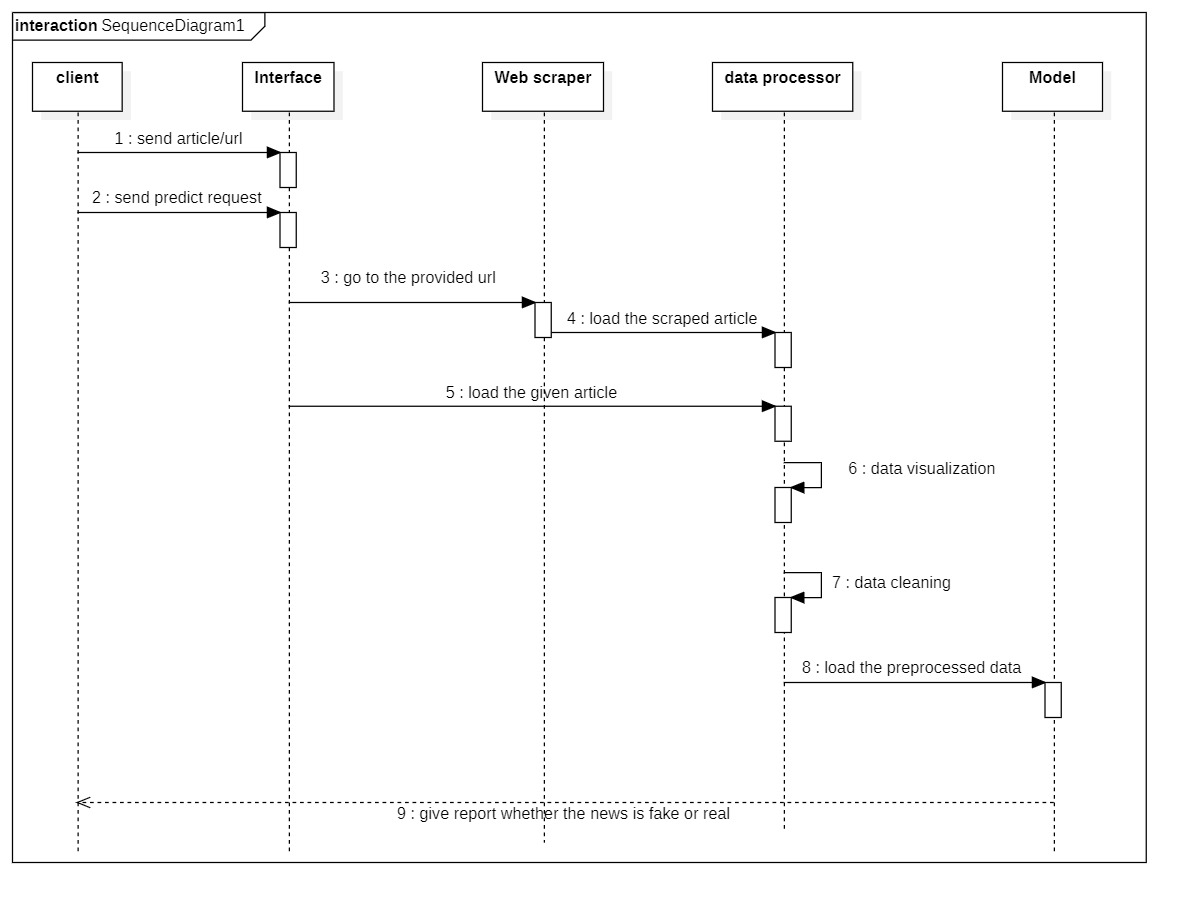 interaction SequenceDiagram1
client
Interface
Web scraper
data processor
Model
1 : send article/url
2 : send predict request
3 : go to the provided url
4 : load the scraped article
5 : load the given article
6 : data visualization
7 : data cleaning
8 : load the preprocessed data
9 : give report whether the news is fake or real